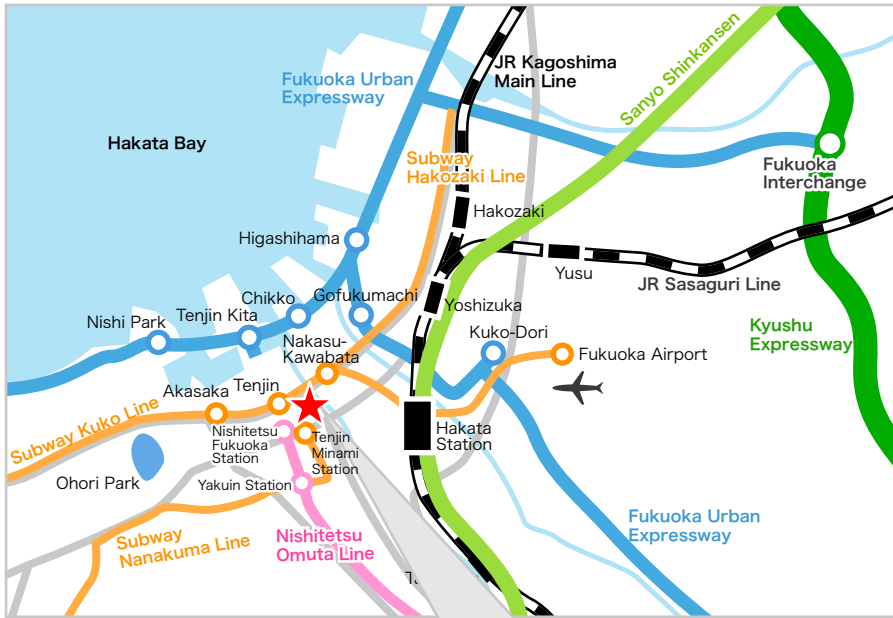 JR Kagoshima
Main Line
Fukuoka Urban
Expressway
Sanyo Shinkansen
Hakata Bay
Subway
Hakozaki Line
Fukuoka
Interchange
Hakozaki
Higashihama
Yusu
JR Sasaguri Line
Chikko
Gofukumachi
Yoshizuka
Nishi Park
Tenjin Kita
Kyushu
Expressway
Nakasu-
Kawabata
Kuko-Dori
Fukuoka Airport
Akasaka
Tenjin
Subway Kuko Line
Nishitetsu
Fukuoka
Station
Tenjin
Minami
Station
Hakata
Station
Ohori Park
Yakuin Station
Subway
Nanakuma Line
Nishitetsu
Omuta Line
Fukuoka Urban
Expressway